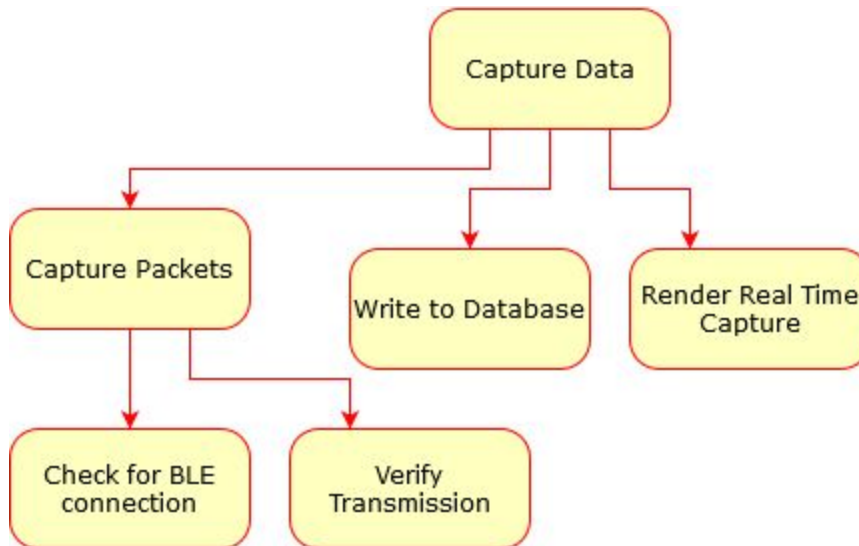 Capture Data
Capture Packets
Write to Database
Render Real Time
Capture
Check for BLE
connection
Verify
Transmission